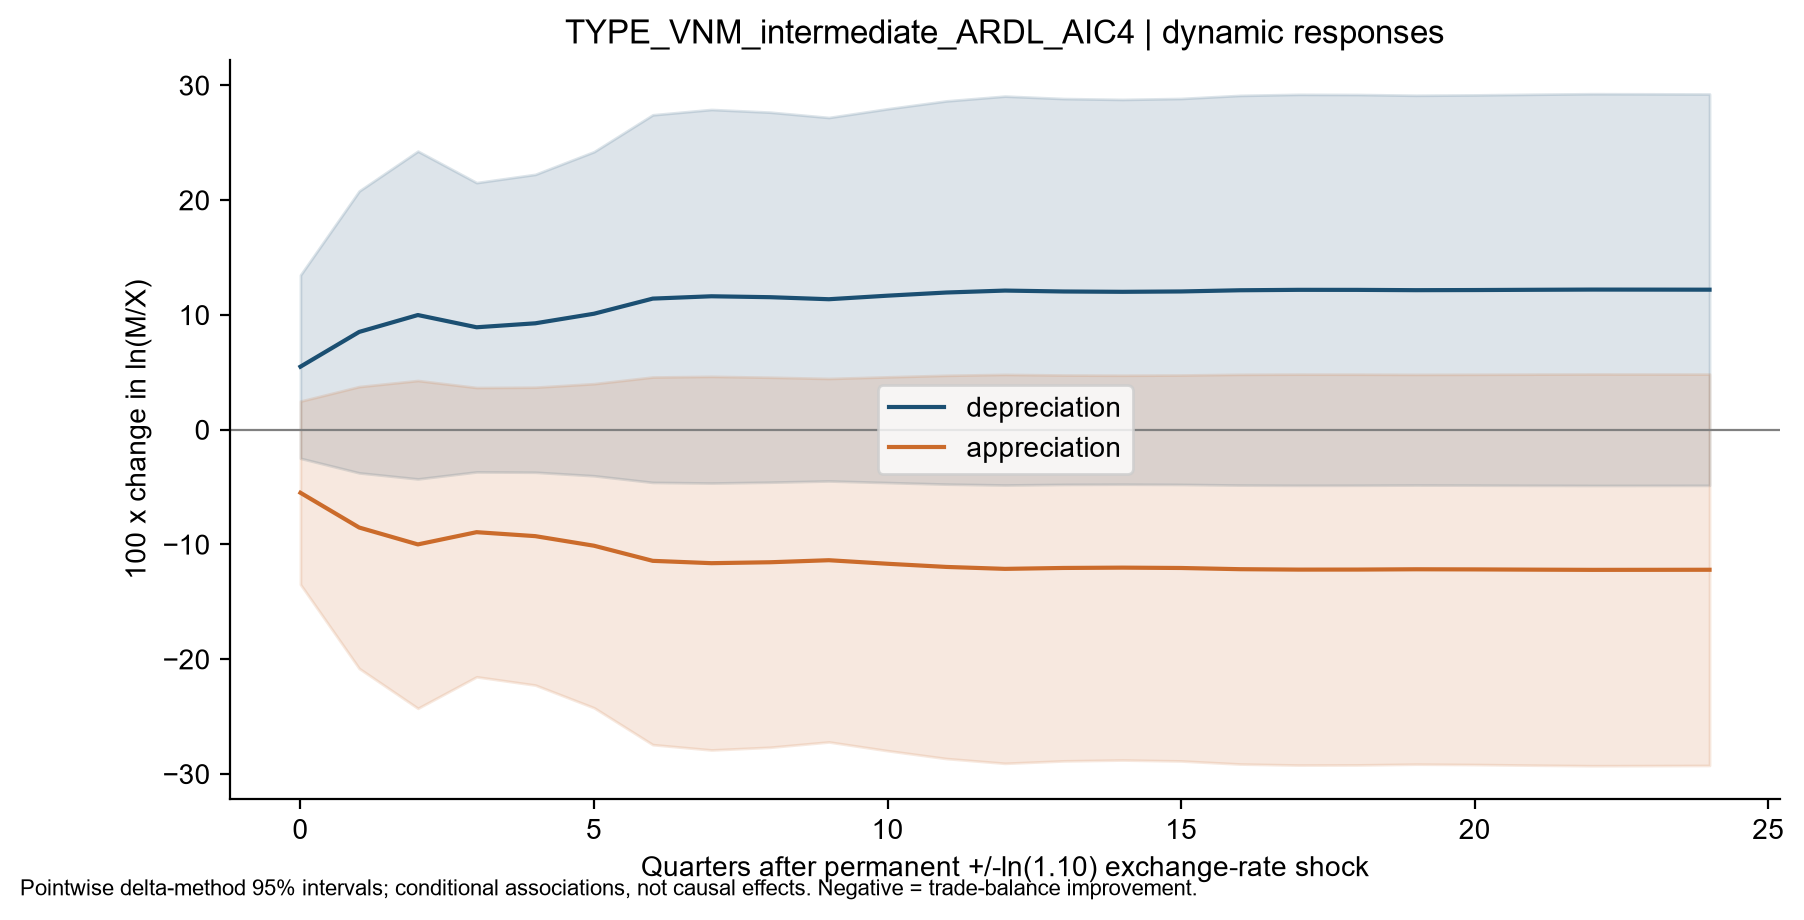 TYPE_VNM_intermediate_ARDL_AIC4 | dynamic responses
100 x change in ln(M/X)
30
20
10
0
−10
−20
−30
depreciation
appreciation
0 5 10 15 20 25
Quarters after permanent +/-ln(1.10) exchange-rate shock
Pointwise delta-method 95% intervals; conditional associations, not causal effects. Negative = trade-balance improvement.